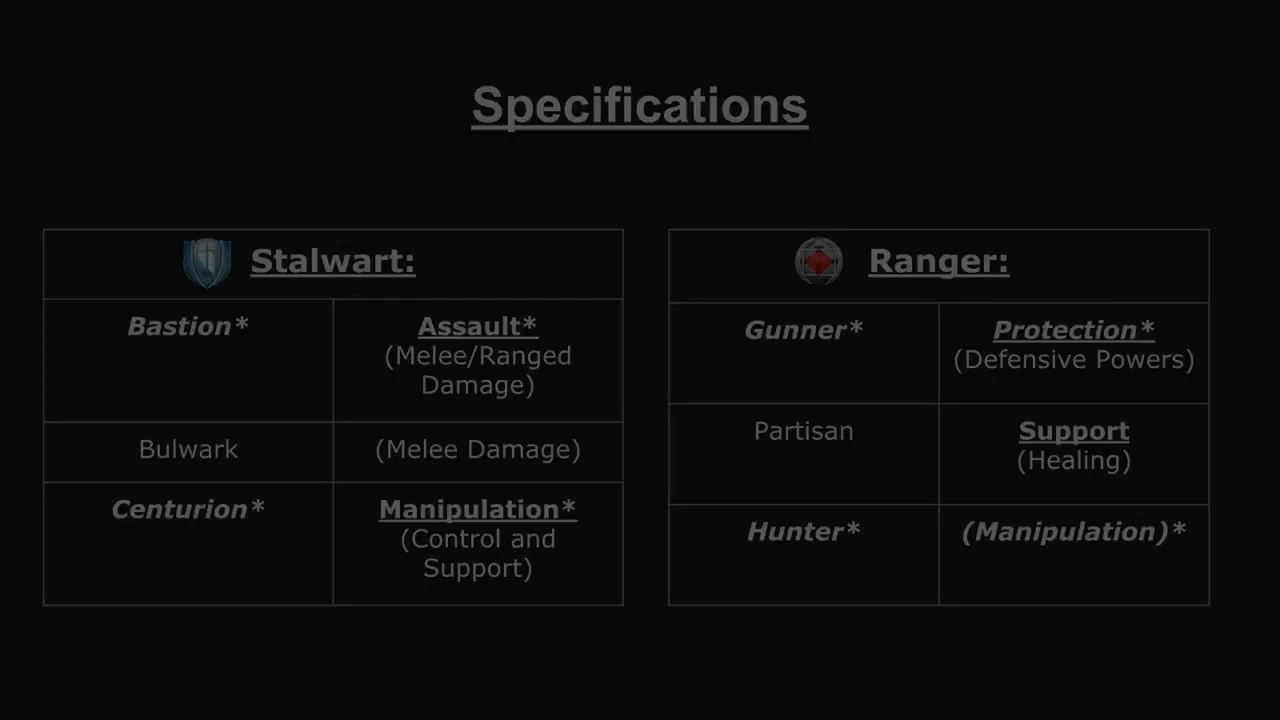 Specifications
Stalwart:
Bastion*
Assault*
(Melee/Ranged
Damage)
Bulwark
(Melee Damage)
Centurion*
Manipulation*
(Control and
Support)
Ranger:
Gunner*
Protection*
(Defensive Powers)
Partisan
Support
(Healing)
Hunter*
(Manipulation)*